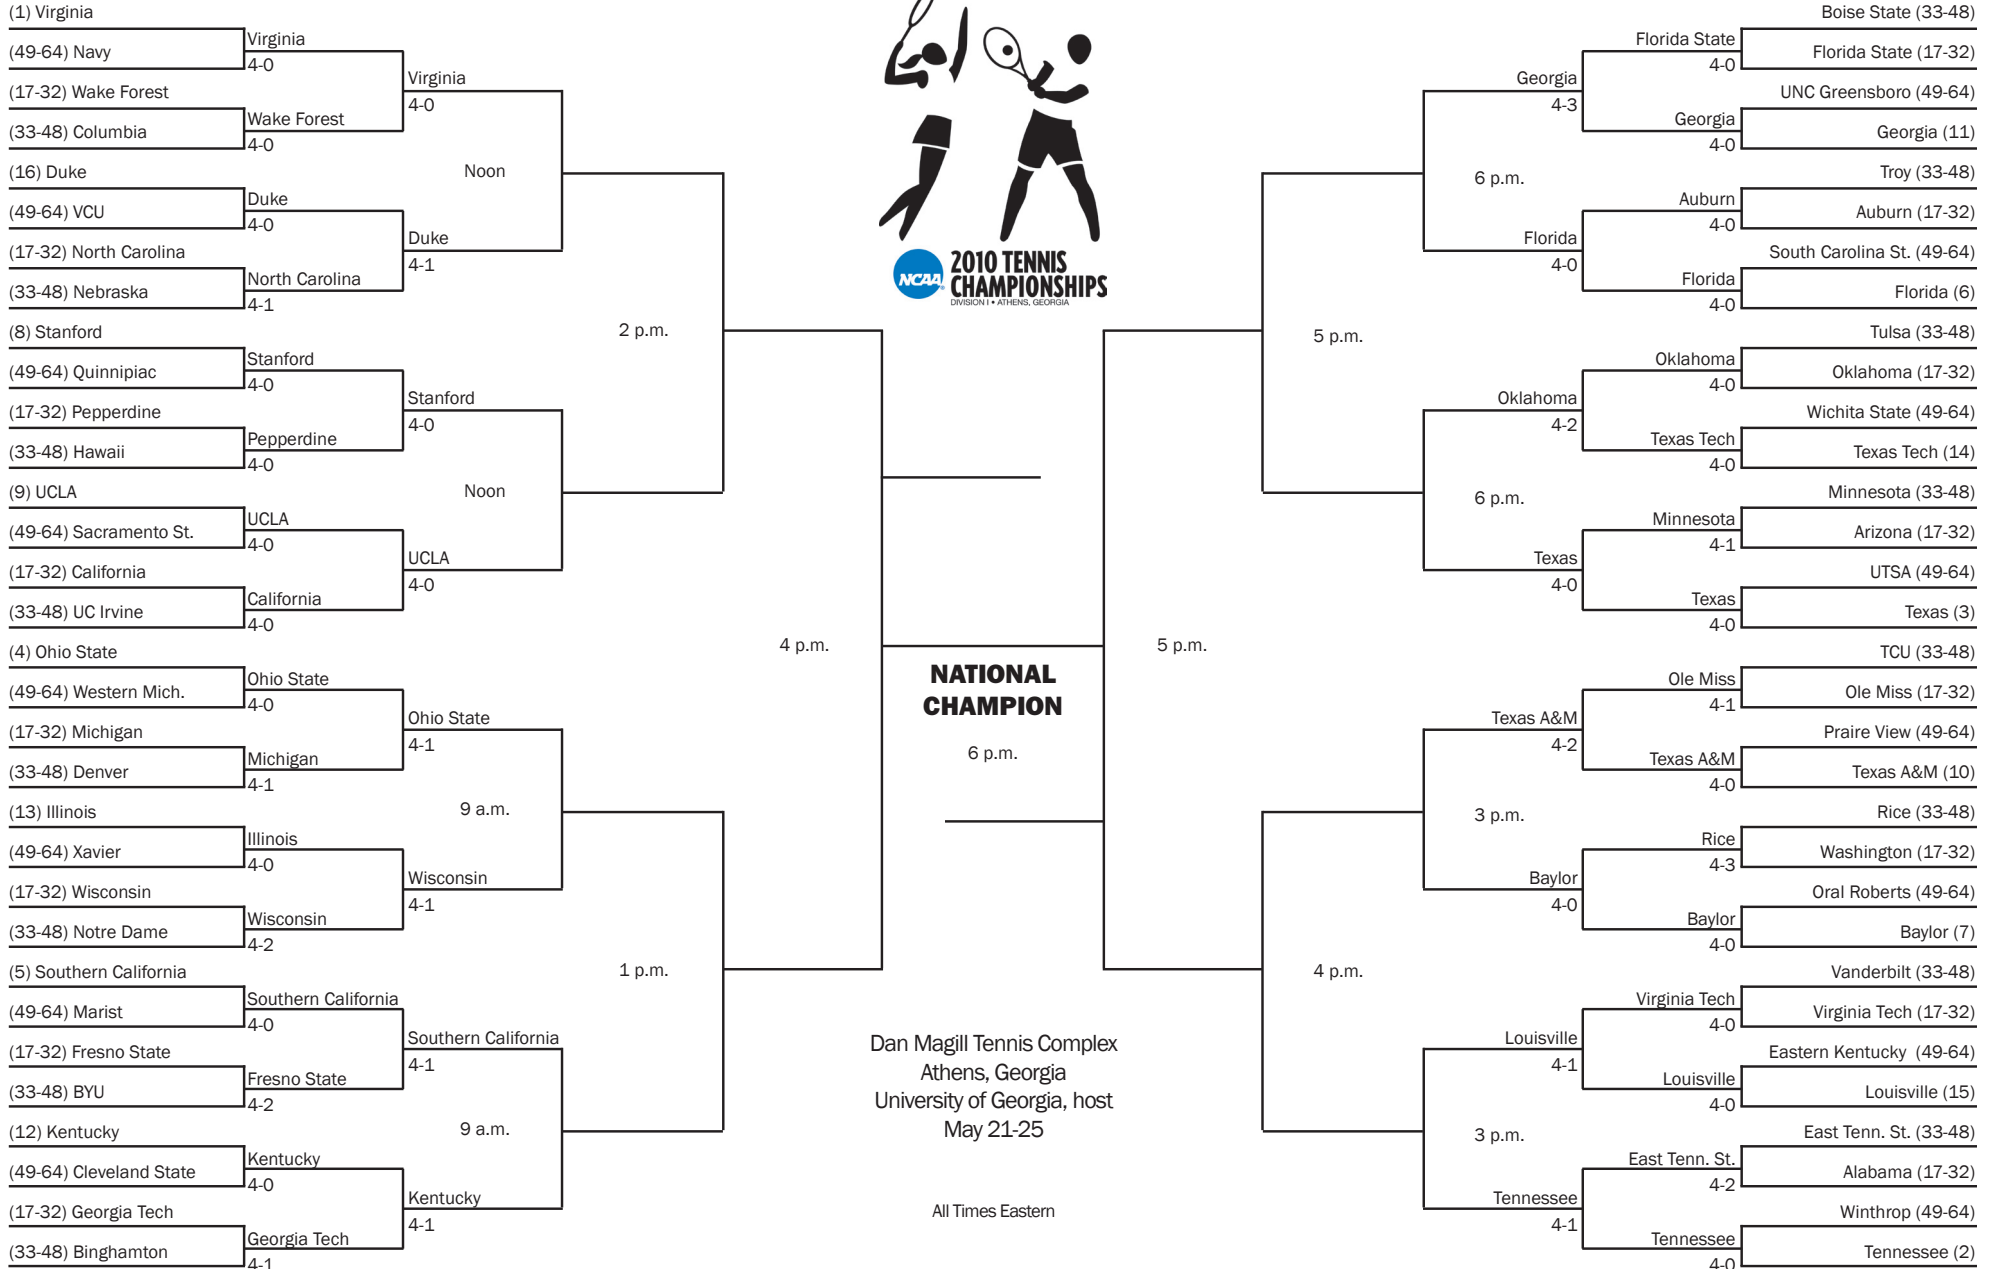 (1) Virginia
(49-64) Navy
(17-32) Wake Forest
(33-48) Columbia
(16) Duke
(49-64) VCU
(17-32) North Carolina
(33-48) Nebraska
(8) Stanford
(49-64) Quinnipiac
(17-32) Pepperdine
(33-48) Hawaii
(9) UCLA
(49-64) Sacramento St.
(17-32) California
(33-48) UC Irvine
(4) Ohio State
(49-64) Western Mich.
(17-32) Michigan
(33-48) Denver
(13) Illinois
(49-64) Xavier
(17-32) Wisconsin
(33-48) Notre Dame
(5) Southern California
(49-64) Marist
(17-32) Fresno State
(33-48) BYU
(12) Kentucky
(49-64) Cleveland State
(17-32) Georgia Tech
(33-48) Binghamton
Virginia
4-0
Wake Forest
4-0
Duke
4-0
North Carolina
4-1
Stanford
4-0
Pepperdine
4-0
UCLA
4-0
California
4-0
Ohio State
4-0
Michigan
4-1
Illinois
4-0
Wisconsin
4-2
Southern California
4-0
Fresno State
4-2
Kentucky
4-0
Georgia Tech
4-1
Virginia
4-0
Noon
Duke
4-1
Stanford
4-0
Noon
UCLA
4-0
Ohio State
4-1
9 a.m.
Wisconsin
4-1
Southern California
4-1
9 a.m.
Kentucky
4-1
2 p.m.
1 p.m.
4 p.m.
NCAA
2010 TENNIS
CHAMPIONSHIPS
DIVISION I • ATHENS, GEORGIA
NATIONAL
CHAMPION
6 p.m.
Dan Magill Tennis Complex
Athens, Georgia
University of Georgia, host
May 21-25
All Times Eastern
5 p.m.
5 p.m.
4 p.m.
Georgia
4-3
6 p.m.
Florida
4-0
Oklahoma
4-2
6 p.m.
Texas
4-0
Texas A&M
4-2
3 p.m.
Baylor
4-0
Louisville
4-1
3 p.m.
Tennessee
4-1
Florida State
4-0
Georgia
4-0
Auburn
4-0
Florida
4-0
Oklahoma
4-0
Texas Tech
4-0
Minnesota
4-1
Texas
4-0
Ole Miss
4-1
Texas A&M
4-0
Rice
4-3
Baylor
4-0
Virginia Tech
4-0
Louisville
4-0
East Tenn. St.
4-2
Tennessee
4-0
Boise State (33-48)
Florida State (17-32)
UNC Greensboro (49-64)
Georgia (11)
Troy (33-48)
Auburn (17-32)
South Carolina St. (49-64)
Florida (6)
Tulsa (33-48)
Oklahoma (17-32)
Wichita State (49-64)
Texas Tech (14)
Minnesota (33-48)
Arizona (17-32)
UTSA (49-64)
Texas (3)
TCU (33-48)
Ole Miss (17-32)
Praire View (49-64)
Texas A&M (10)
Rice (33-48)
Washington (17-32)
Oral Roberts (49-64)
Baylor (7)
Vanderbilt (33-48)
Virginia Tech (17-32)
Eastern Kentucky (49-64)
Louisville (15)
East Tenn. St. (33-48)
Alabama (17-32)
Winthrop (49-64)
Tennessee (2)